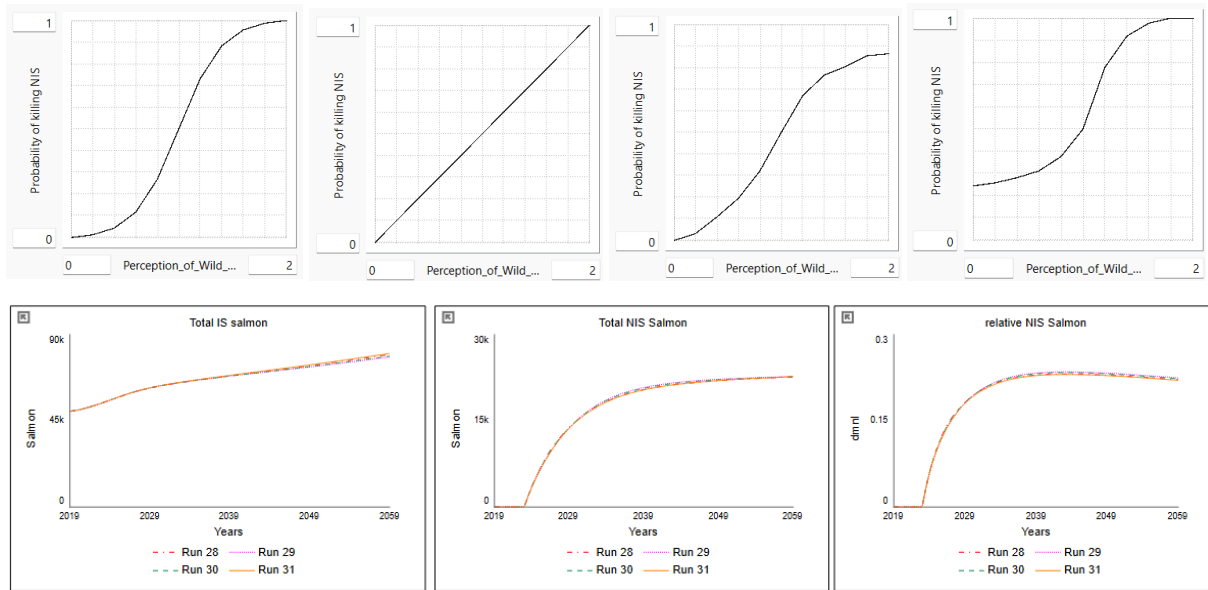 1
Probability of killing NIS
0
0
Perception_of_Wild_...
2
1
Probability of killing NIS
0
0
Perception_of_Wild_...
2
1
Probability of killing NIS
0
0
Perception_of_Wild_...
2
1
Probability of killing NIS
0
0
Perception_of_Wild_...
2
Total IS salmon
90k
45k
0
Salmon
2019 2029 2039 2049 2059
Years
Run 28 Run 29
Run 30 Run 31
Total NIS Salmon
30k
15k
0
Salmon
2019 2029 2039 2049 2059
Years
Run 28 Run 29
Run 30 Run 31
relative NIS Salmon
0.3
0.15
0
dmnl
2019 2029 2039 2049 2059
Years
Run 28 Run 29
Run 30 Run 31